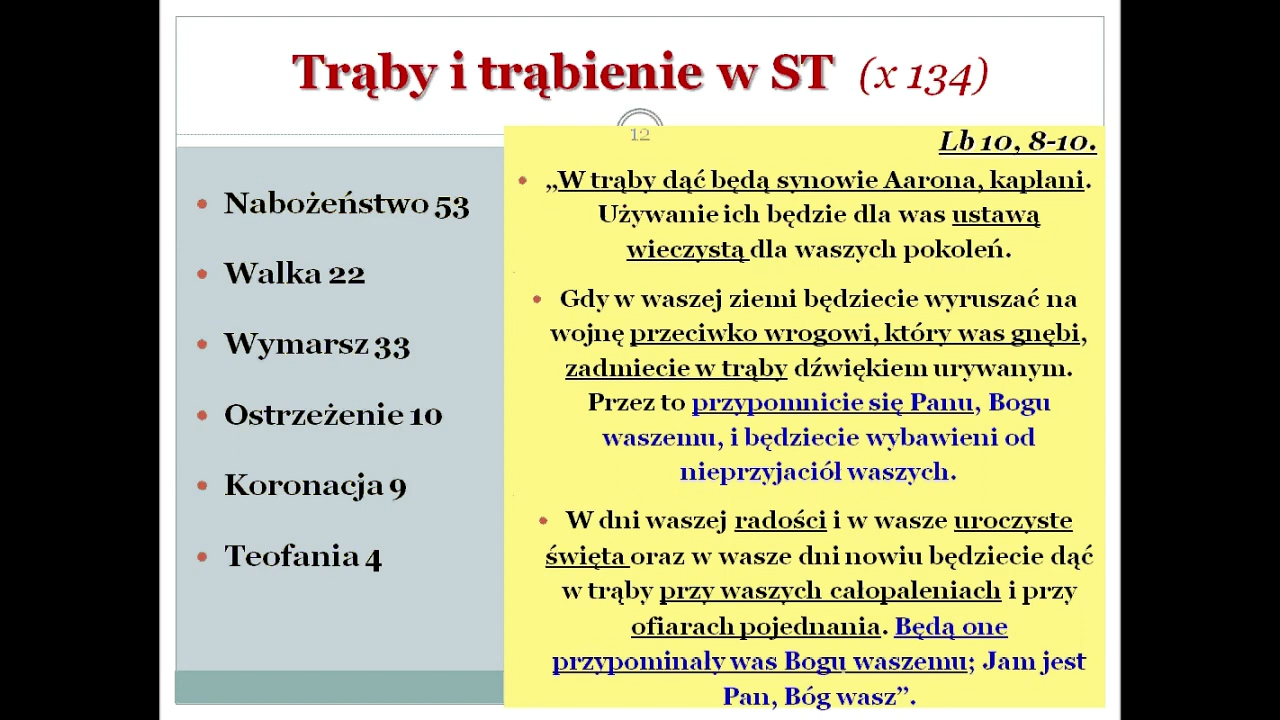 Trąby i trąbienie w ST (x 134)
12
• Nabożeństwo 53
• Walka 22
• Wymarsz 33
• Ostrzeżenie 10
• Koronacja 9
• Teofania 4
Lb 10, 8-10.
• „W trąby dąć będą synowie Aarona, kapłani.
Używanie ich będzie dla was ustawą
wieczystą dla waszych pokoleń.
• Gdy w waszej ziemi będziecie wyruszać na
wojnę przeciwko wrogowi, który was gnębi,
zadmiecie w trąby dźwiękiem urywanym.
Przez to przypomnicie się Panu, Bogu
waszemu, i będziecie wybawieni od
nieprzyjaciół waszych.
• W dni waszej radości i w wasze uroczyste
święta oraz w wasze dni nowiu będziecie dąć
w trąby przy waszych całopaleniach i przy
ofiarach pojednania. Będą one
przypominały was Bogu waszemu; Jam jest
Pan, Bóg wasz”.